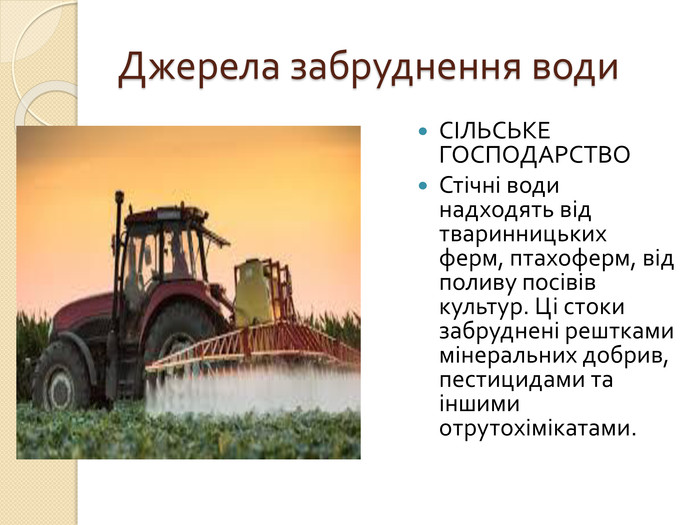 Джерела забруднення води
СІЛЬСЬКЕ
ГОСПОДАРСТВО
Стічні води
надходять від
тваринницьких
ферм, птахоферм, від
поливу посівів
культур. Ці стоки
забруднені рештками
мінеральних добрив,
пестицидами та
іншими
отрутохімікатами.